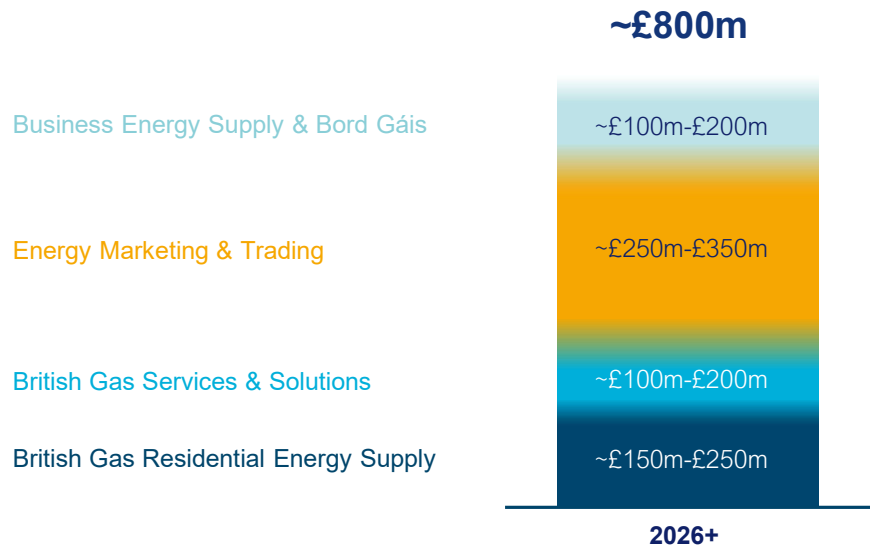 ~£800m
Business Energy Supply & Bord Gáis
~£100m-£200m
Energy Marketing & Trading
~£250m-£350m
British Gas Services & Solutions
~£100m-£200m
British Gas Residential Energy Supply
~£150m-£250m
2026+